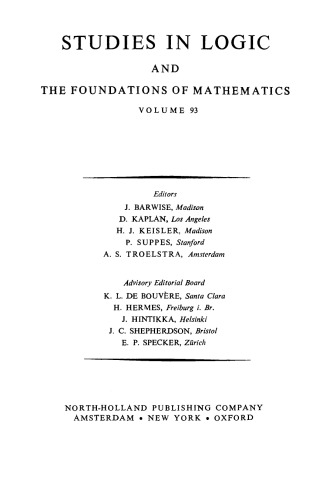 STUDIES IN LOGIC
AND
THE FOUNDATIONS OF MATHEMATICS
VOLUME 93
Editors
J. BARWISE, Madison
D. KAPLAN, Los Angeles
H. J. KEISLER, Madison
P. SUPPES, Stanford
A. S. TROELSTRA, Amsterdam
Advisory Editorial Board
K. L. DE BOUVÈRE, Santa Clara
H. HERMES, Freiburg i. Br.
J. HINTIKKA, Helsinki
J. C. SHEPHERDSON, Bristol
E. P. SPECKER, Zürich
NORTH-HOLLAND PUBLISHING COMPANY
AMSTERDAM • NEW YORK • OXFORD